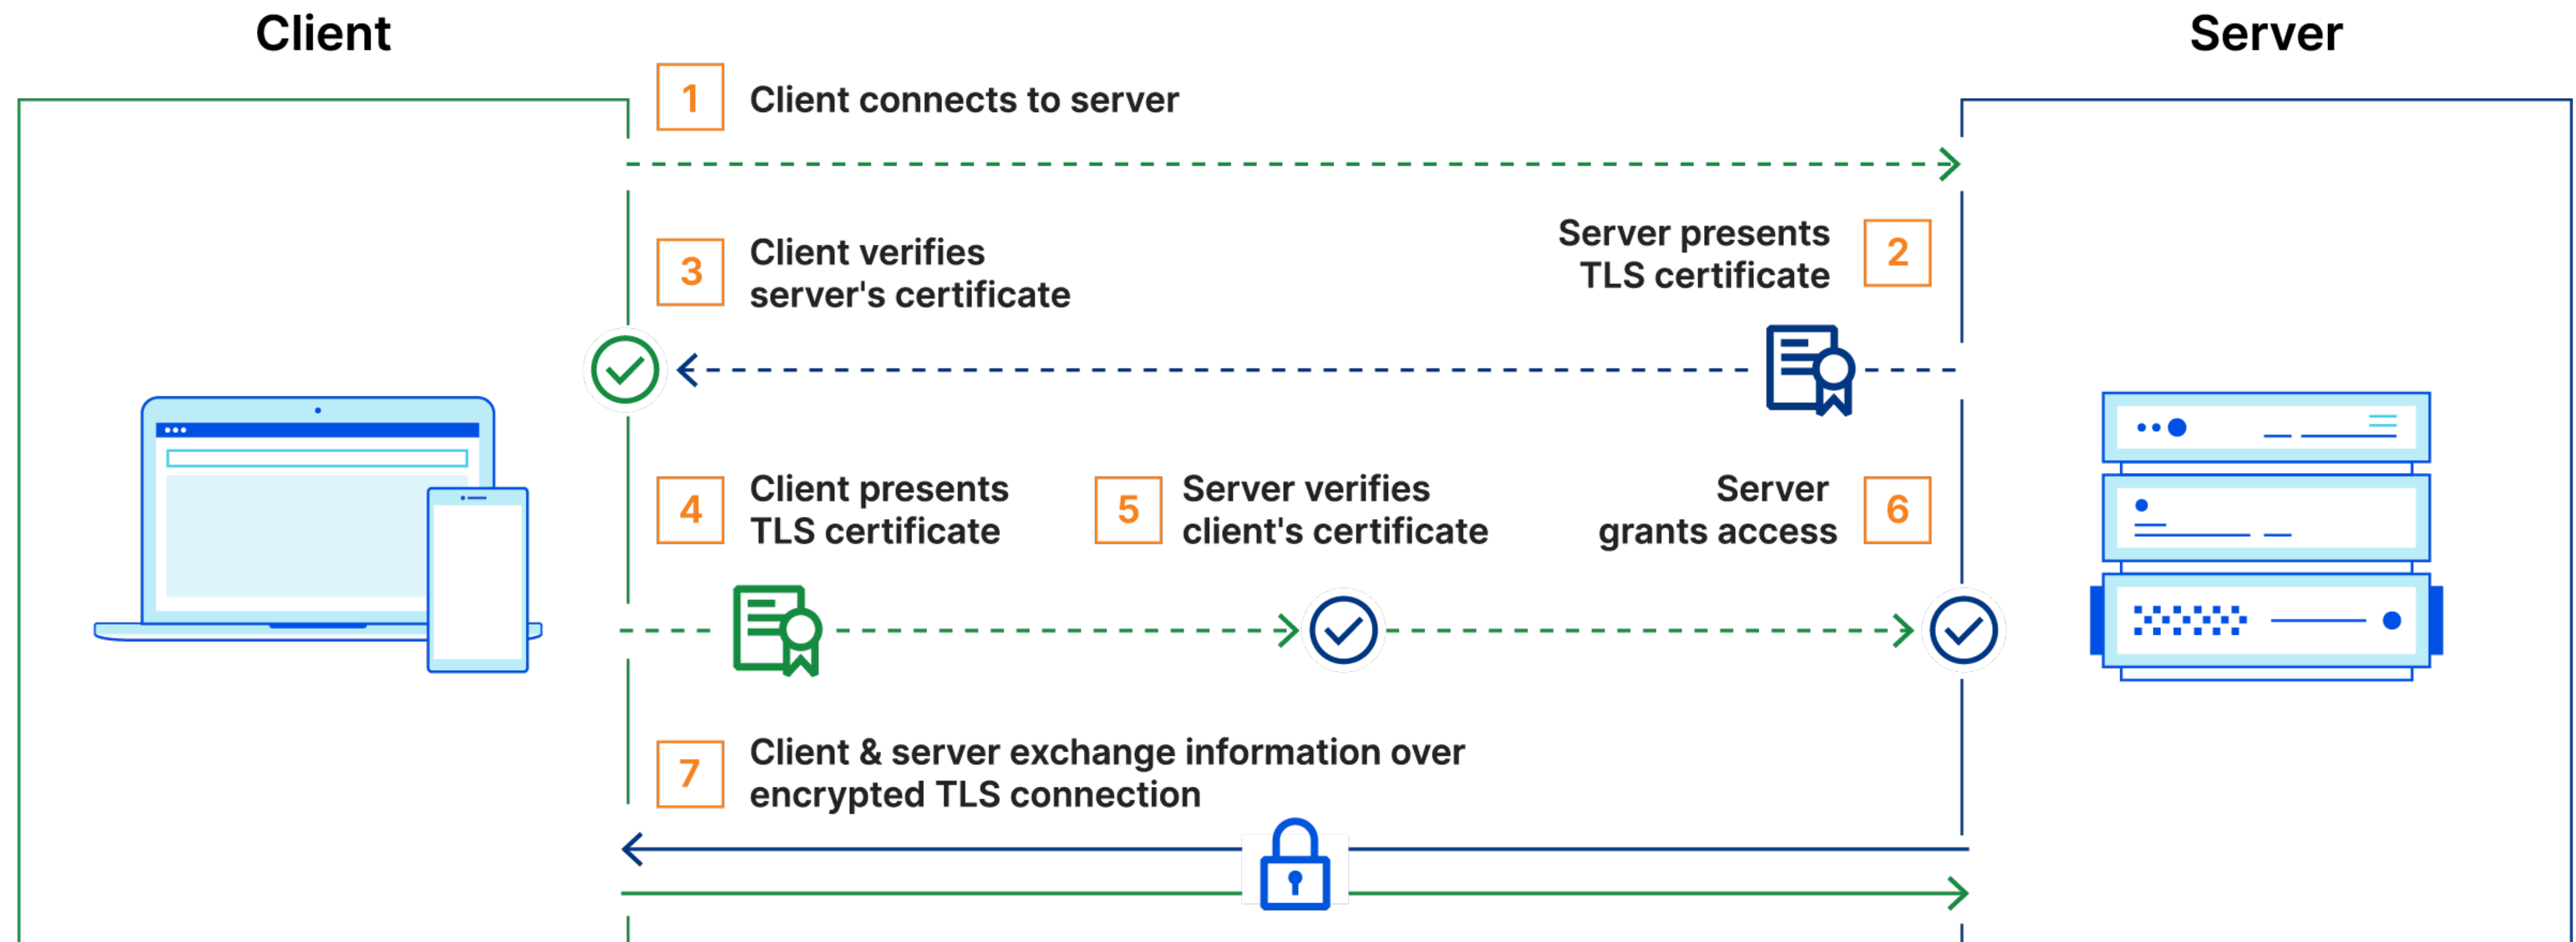 Client
Server
1
Client connects to server
Server presents
TLS certificate
2
3
Client verifies
server's certificate
4
Client presents
TLS certificate
5
Server verifies
client's certificate
Server
grants access
6
7
Client & server exchange information over
encrypted TLS connection